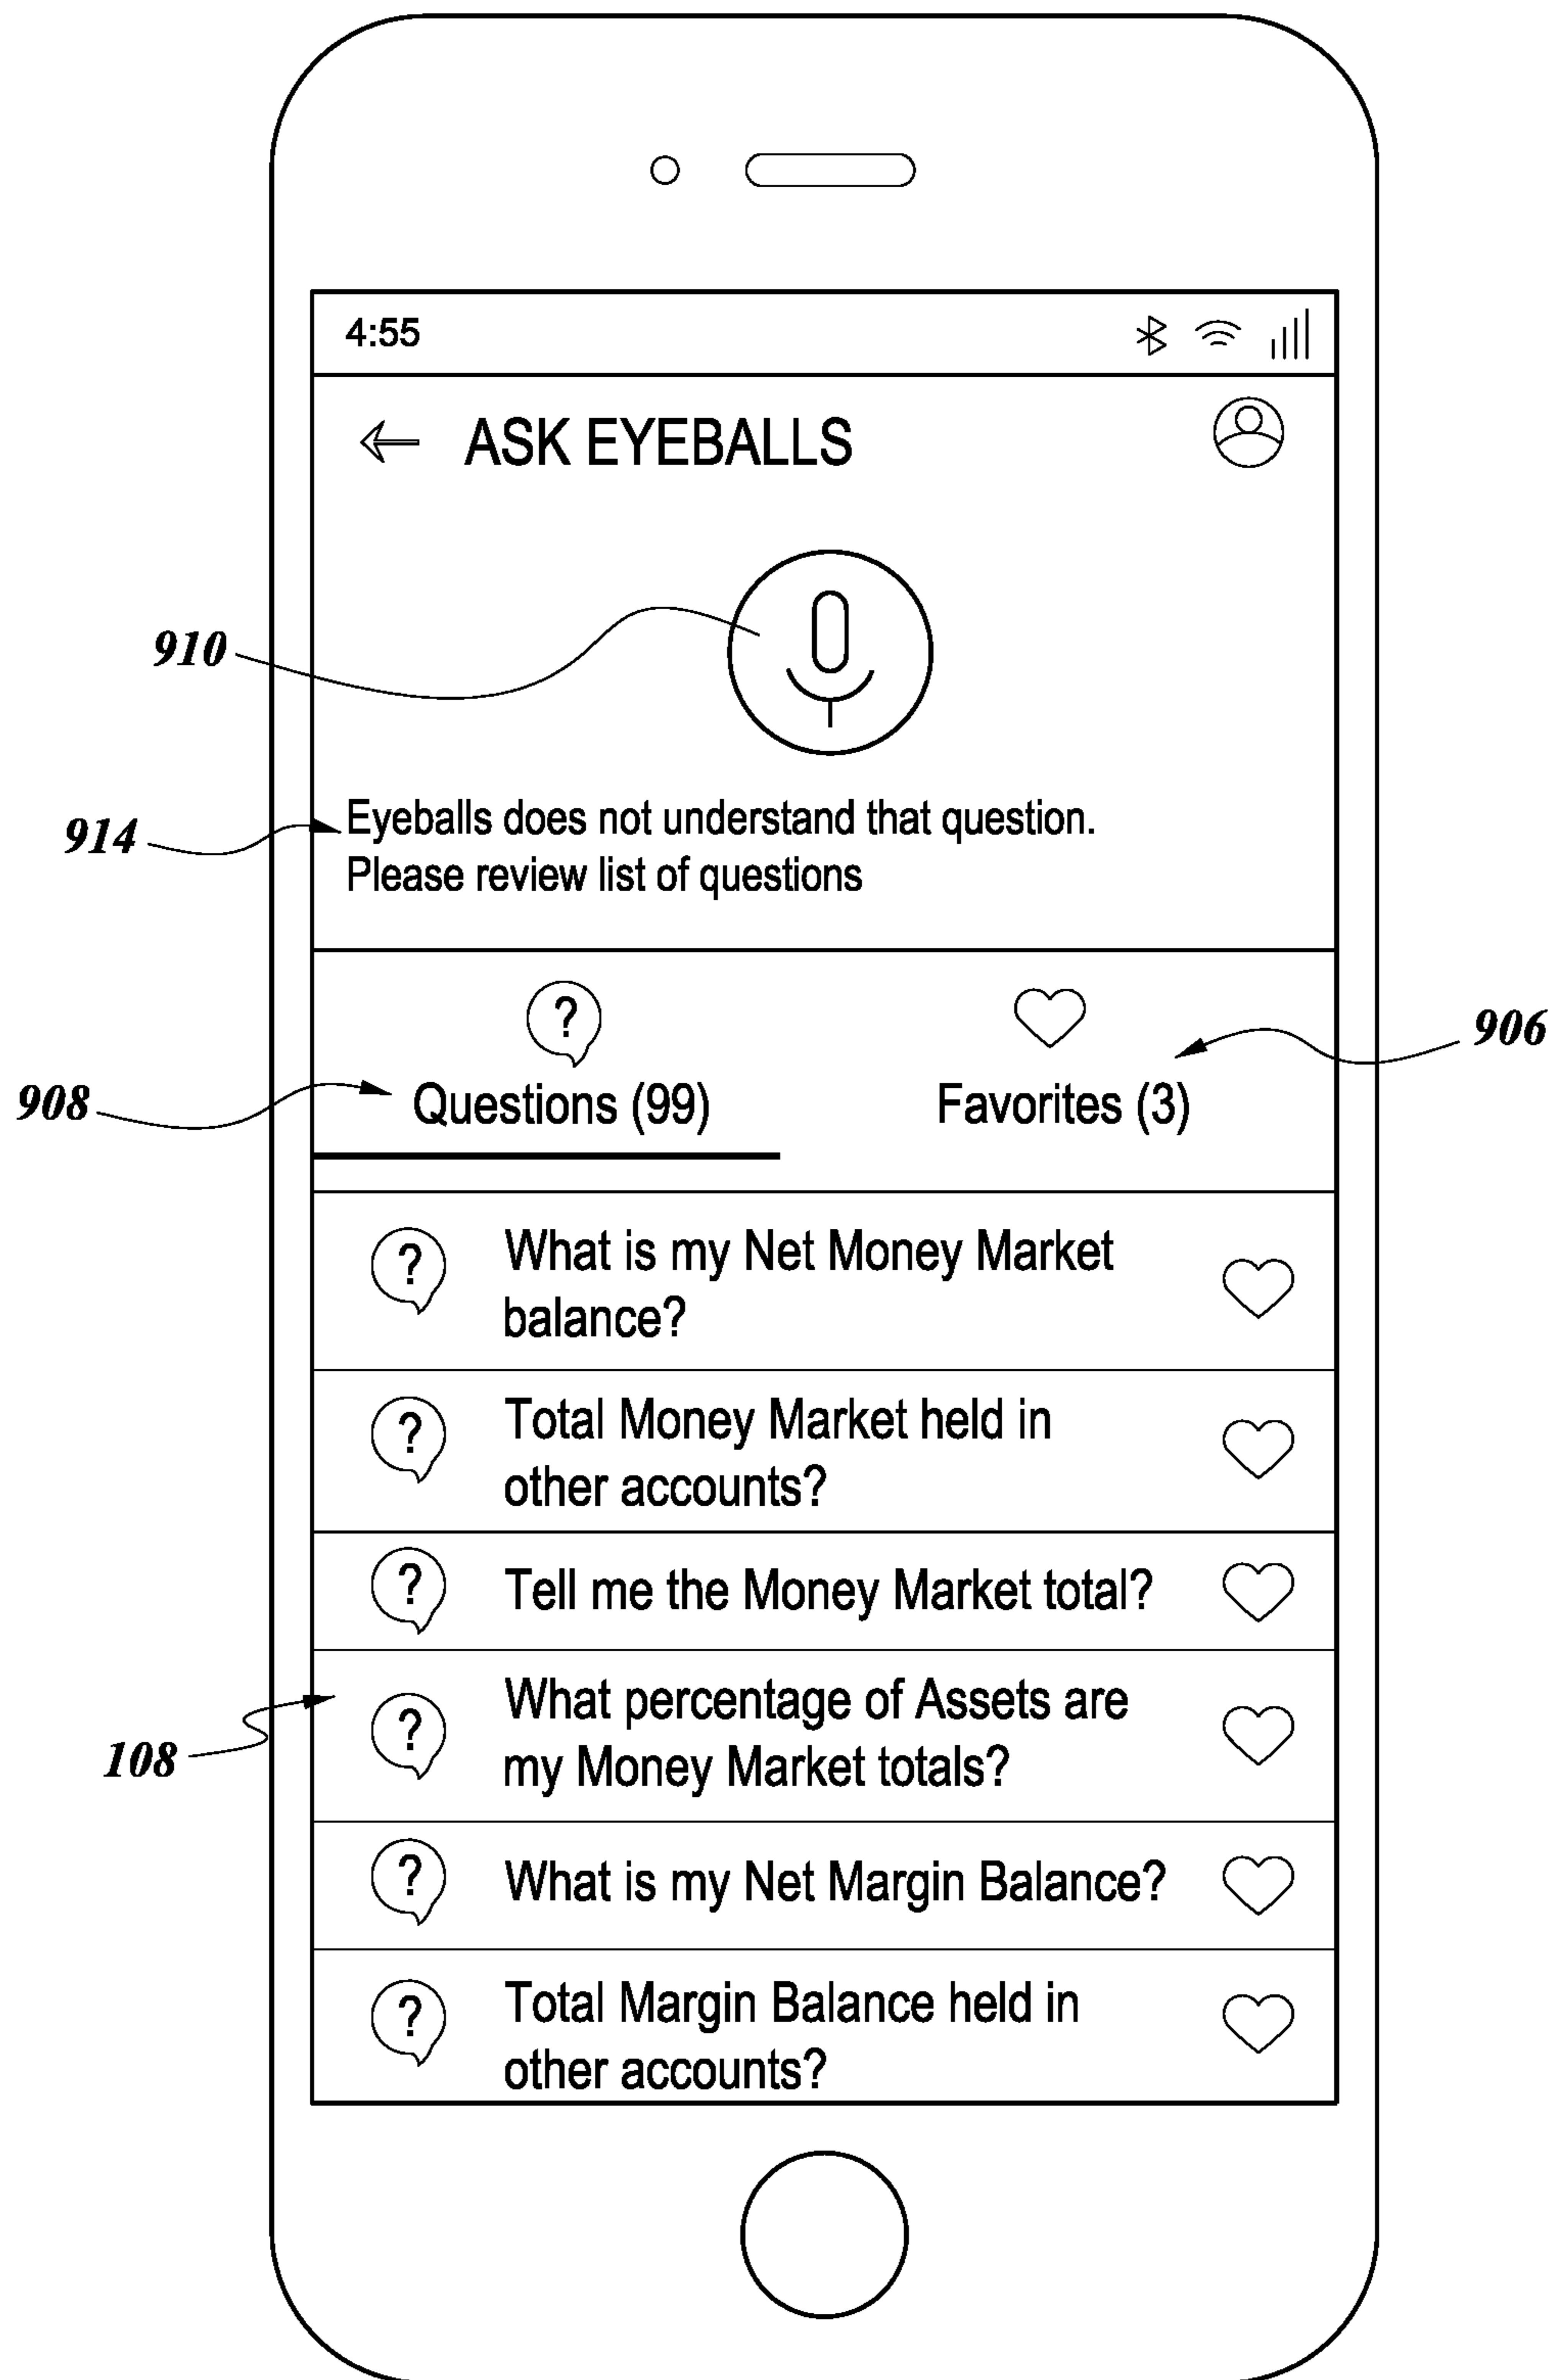 4:55
ASK EYEBALLS
910
Eyeballs does not understand that question.
914
Please review list of questions
?
906
908
Questions (99)
Favorites (3)
?
What is my Net Money Market
balance?
?
Total Money Market held in
other accounts?
?
Tell me the Money Market total?
?
What percentage of Assets are
my Money Market totals?
108
?
What is my Net Margin Balance?
?
Total Margin Balance held in
other accounts?